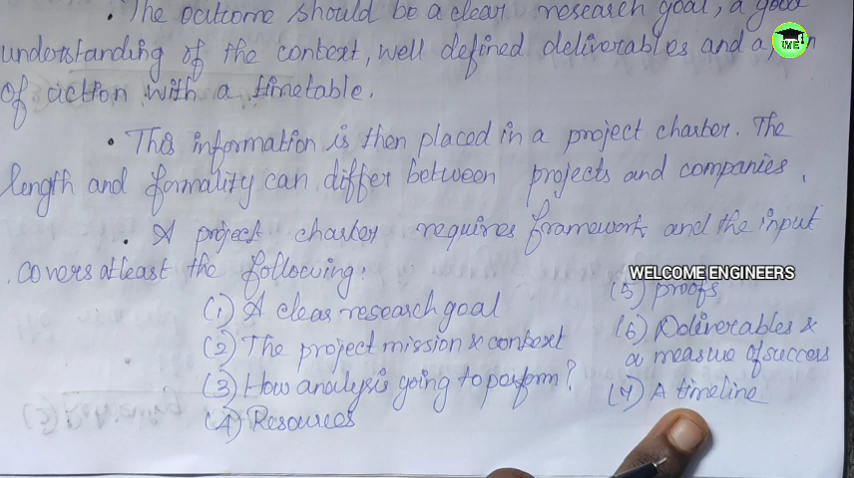 • The outcome should be a clear research goal, a good
understanding of the context, well defined deliverables and a plan
of action with a timetable.
• This information is then placed in a project charter. The
length and formality can differ between projects and companies.
• A project charter requires framework and the input
covers atleast the following:
(1) A clear research goal
(2) The project mission & context
(3) How analysis going to perform?
(4) Resources
(5) proofs
(6) Deliverables &
a measure of success
(7) A timeline
WELCOME ENGINEERS
IME